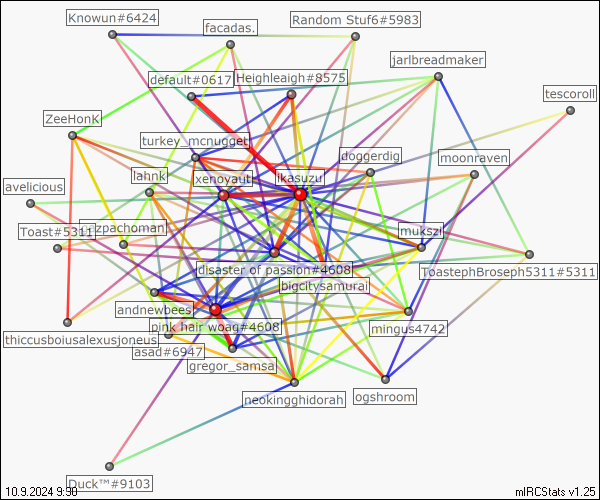 Knowun#6424
Random Stuf6#5983
facadas.
jarlbreadmaker
default#0617
Heighleaigh#8575
tescoroll
ZeeHonK
turkey_mcnugget
doggerdig
moonraven
lahnk
xenoyaut
ikasuzu
avelicious
Toast#5311
zpachoman
mukszi
disaster of passion#4608
ToastephBroseph5311#5311
bigcitysamurai
andnewbees
pink hair woag#4608
mingus4742
thiccusboiusalexusjoneus
asad#6947
gregor_samsa
neokingghidorah
ogshroom
Duck™#9103
10.9.2024 9:90
mIRCStats v1.25